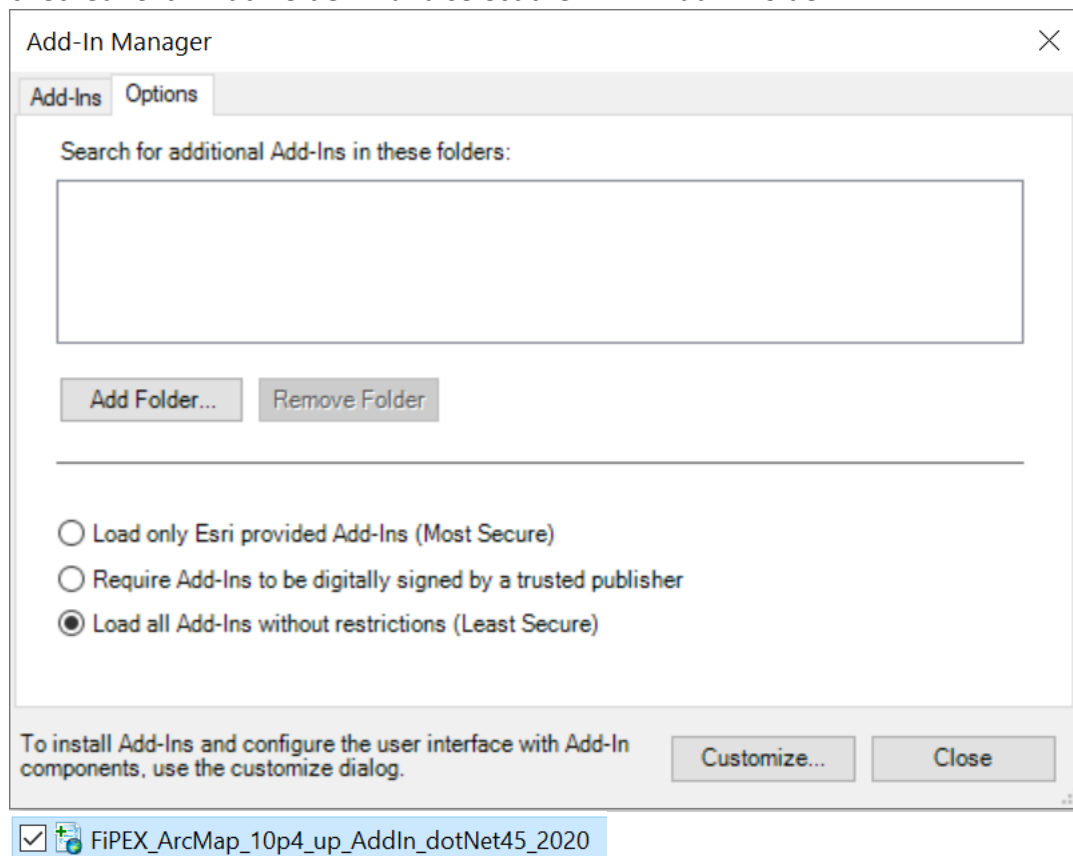 Add-In Manager
Add-Ins
Options
Search for additional Add-Ins in these folders:
Add Folder...
Remove Folder
Load only Esri provided Add-Ins (Most Secure)
Require Add-Ins to be digitally signed by a trusted publisher
Load all Add-Ins without restrictions (Least Secure)
To install Add-Ins and configure the user interface with Add-In
components, use the customize dialog.
Customize...
Close
FiPEX_ArcMap_10p4_up_AddIn_dotNet45_2020